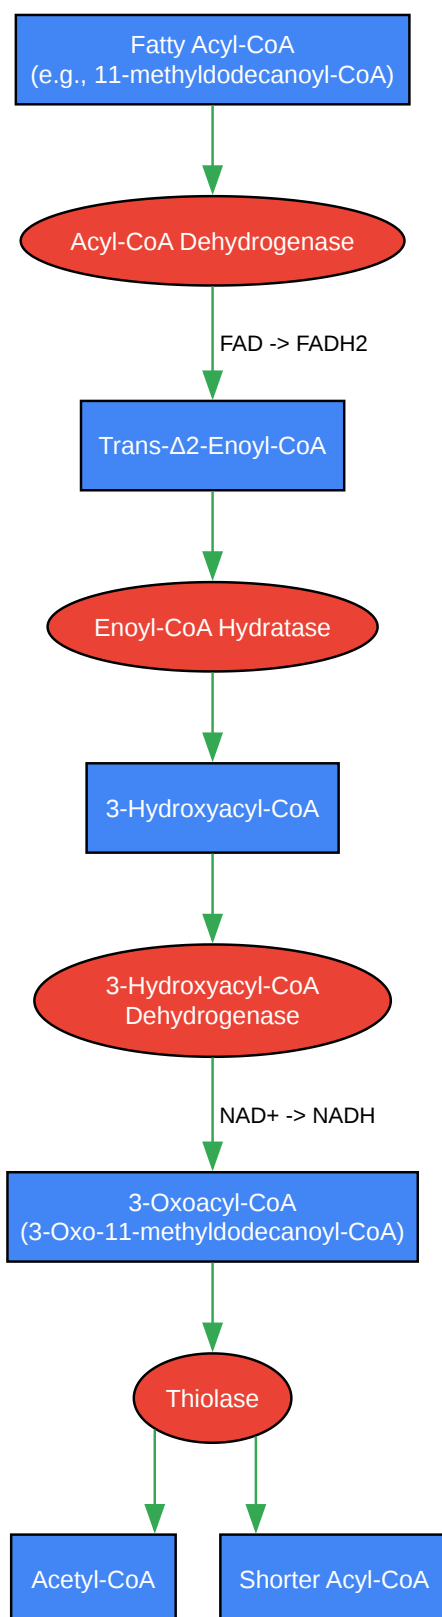 Fatty Acyl-CoA
(e.g., 11-methyldodecanoyl-CoA)
Acyl-CoA Dehydrogenase
FAD -> FADH2
Trans-Δ2-Enoyl-CoA
Enoyl-CoA Hydratase
3-Hydroxyacyl-CoA
3-Hydroxyacyl-CoA
Dehydrogenase
NAD+ -> NADH
3-Oxoacyl-CoA
(3-Oxo-11-methyldodecanoyl-CoA)
Thiolase
Acetyl-CoA
Shorter Acyl-CoA